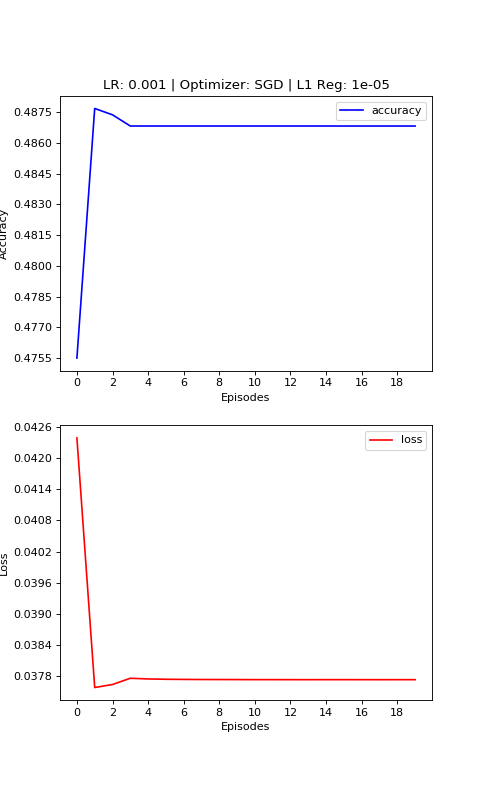 LR: 0.001 | Optimizer: SGD | L1 Reg: 1e-05
accuracy
0.4875
0.4860
0.4845
0.4830
0.4815
0.4800
0.4785
0.4770
0.4755
Accuracy
0 2 4 6 8 10 12 14 16 18
Episodes
loss
0.0426
0.0420
0.0414
0.0408
0.0402
0.0396
0.0390
0.0384
0.0378
Loss
0 2 4 6 8 10 12 14 16 18
Episodes